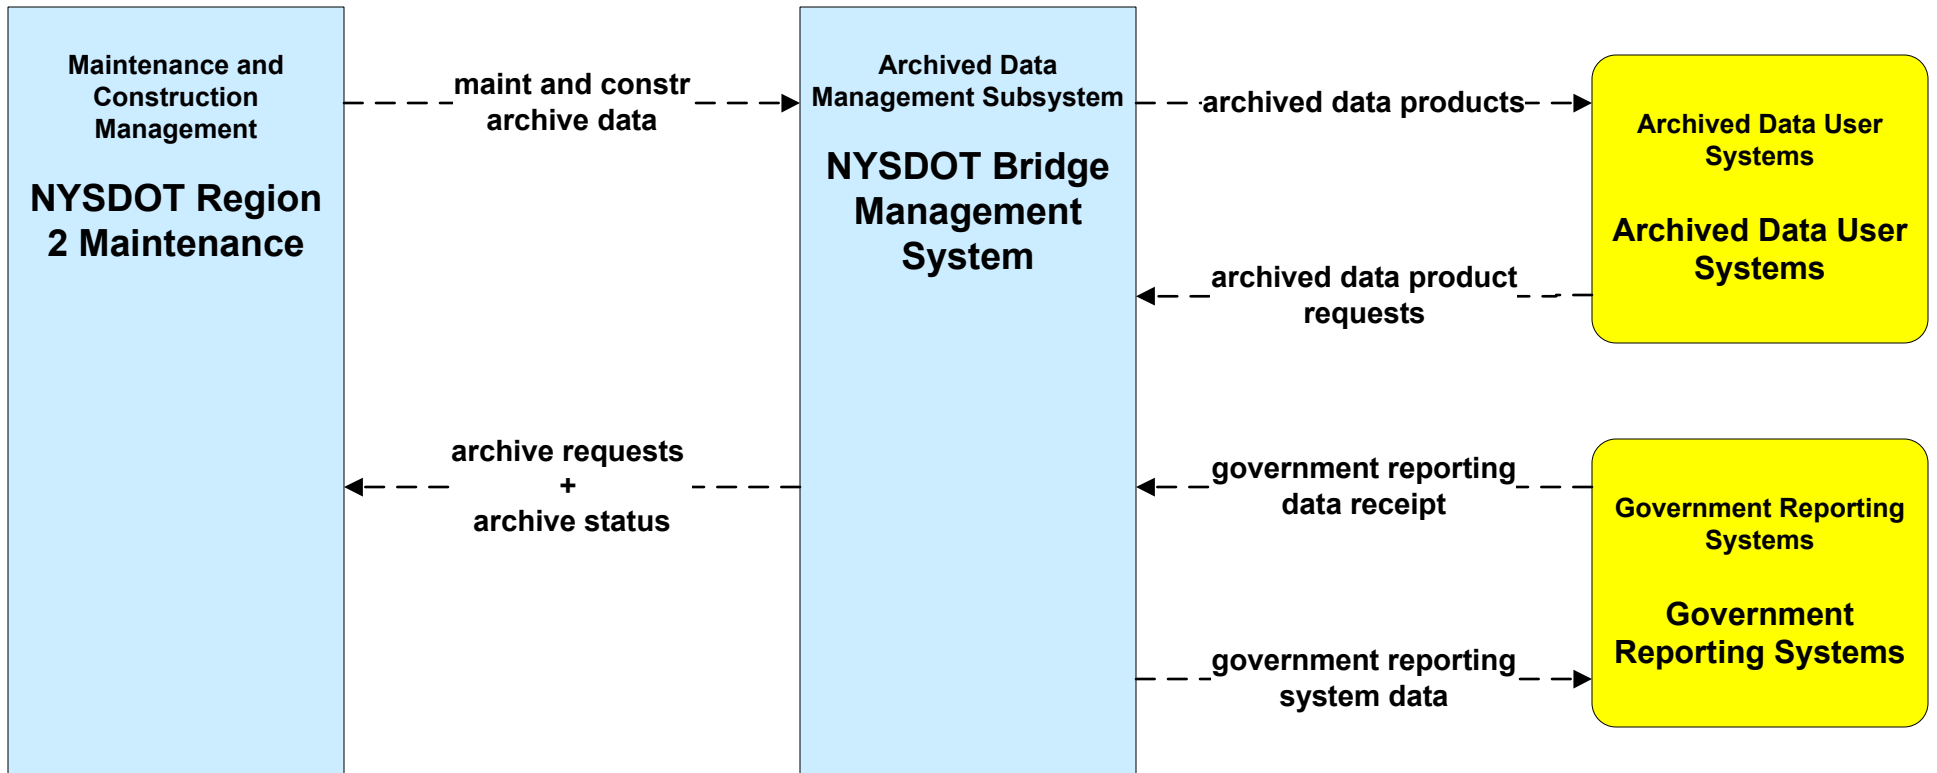 Maintenance and
Construction
Management
NYSDOT Region
2 Maintenance
maint and constr
archive data
archive requests
+
archive status
Archived Data
Management Subsystem
NYSDOT Bridge
Management
System
archived data products
archived data product
requests
government reporting
data receipt
government reporting
system data
Archived Data User
Systems
Archived Data User
Systems
Government Reporting
Systems
Government
Reporting Systems